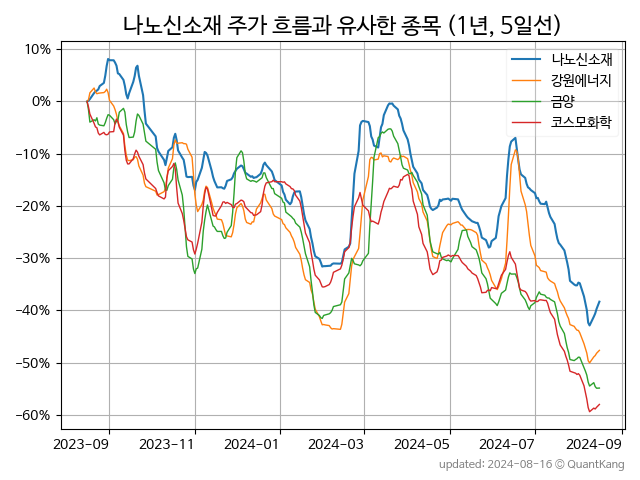 나노신소재 주가 흐름과 유사한 종목 (1년, 5일선)
나노신소재
강원에너지
금양
코스모화학
10%
0%
−10%
−20%
−30%
−40%
−50%
−60%
2023-09 2023-11 2024-01 2024-03 2024-05 2024-07 2024-09
updated: 2024-08-16 © QuantKang